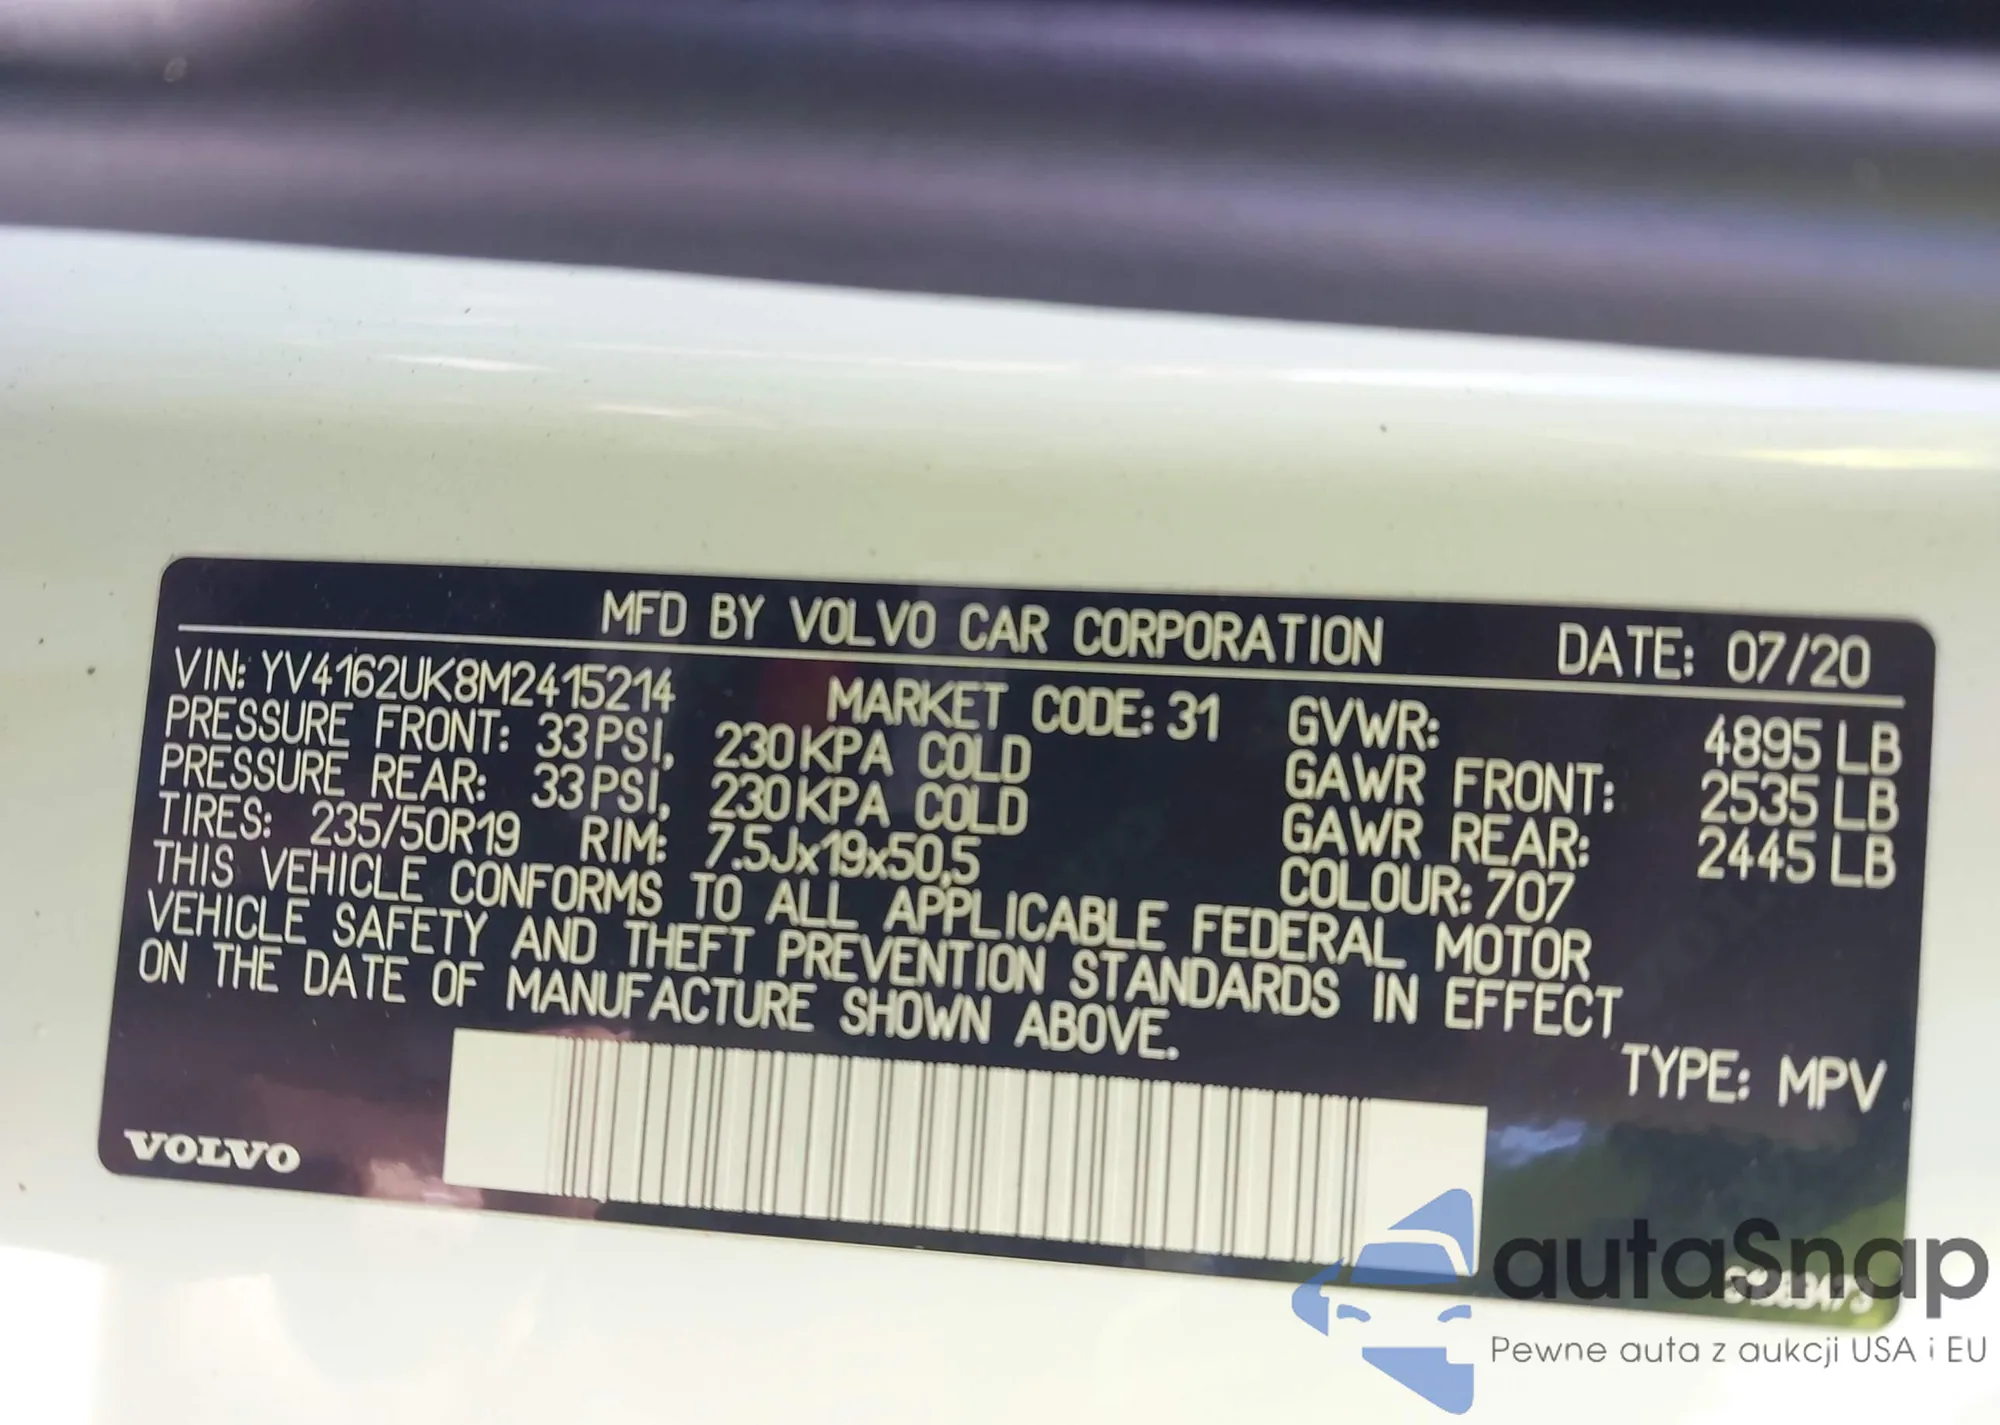 MFD BY VOLVO CAR CORPORATION DATE: 07/20
VIN: YV4162UK8M2415214 MARKET CODE: 31 GVWR: 4895 LB
PRESSURE FRONT: 33 PSI, 230 KPA COLD GAWR FRONT: 2535 LB
PRESSURE REAR: 33 PSI, 230 KPA COLD GAWR REAR: 2445 LB
TIRES: 235/50R19 RIM: 7.5Jx19x50,5 COLOUR: 707
THIS VEHICLE CONFORMS TO ALL APPLICABLE FEDERAL MOTOR
VEHICLE SAFETY AND THEFT PREVENTION STANDARDS IN EFFECT
ON THE DATE OF MANUFACTURE SHOWN ABOVE.
TYPE: MPV
VOLVO
autaSnap
Pewne auta z aukcji USA i EU